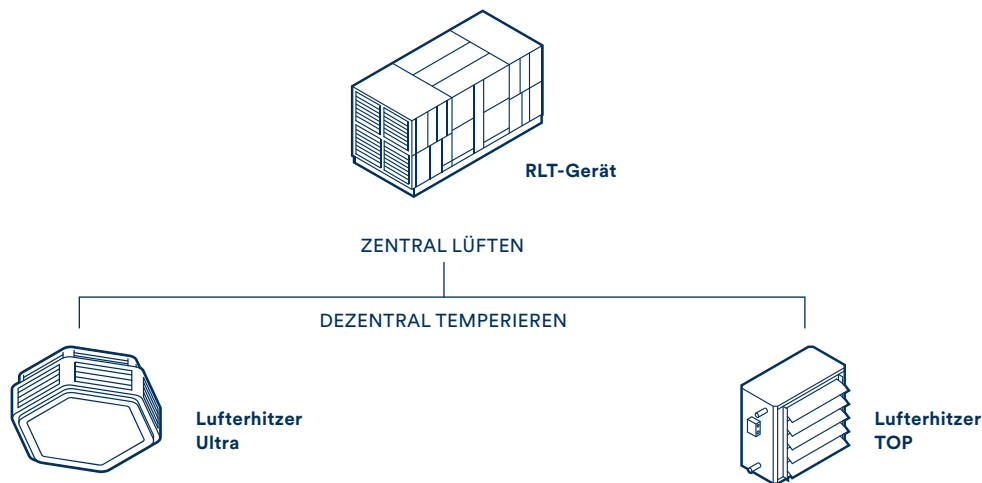 RLT-Gerät
ZENTRAL LÜFTEN
DEZENTRAL TEMPERIEREN
Lufterhitzer
Ultra
Lufterhitzer
TOP